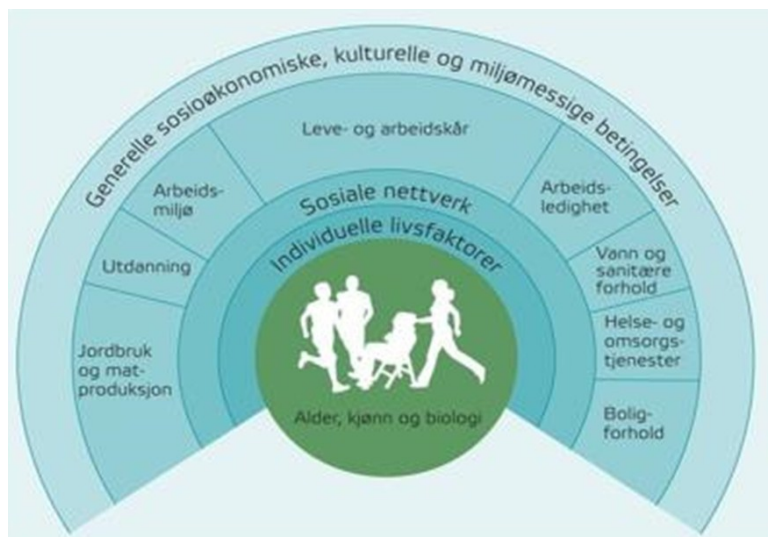 Generelle sosioøkonomiske, kulturelle og miljømessige betingelser
Leve- og arbeidskår
Arbeids-
miljø
Utdanning
Jordbruk
og mat-
produksjon
Arbeids-
ledighet
Vann og
sanitære
forhold
Helse- og
omsorgs-
tjenester
Bolig-
forhold
Sosiale nettverk
Individuelle livsfaktorer
Alder, kjønn og biologi